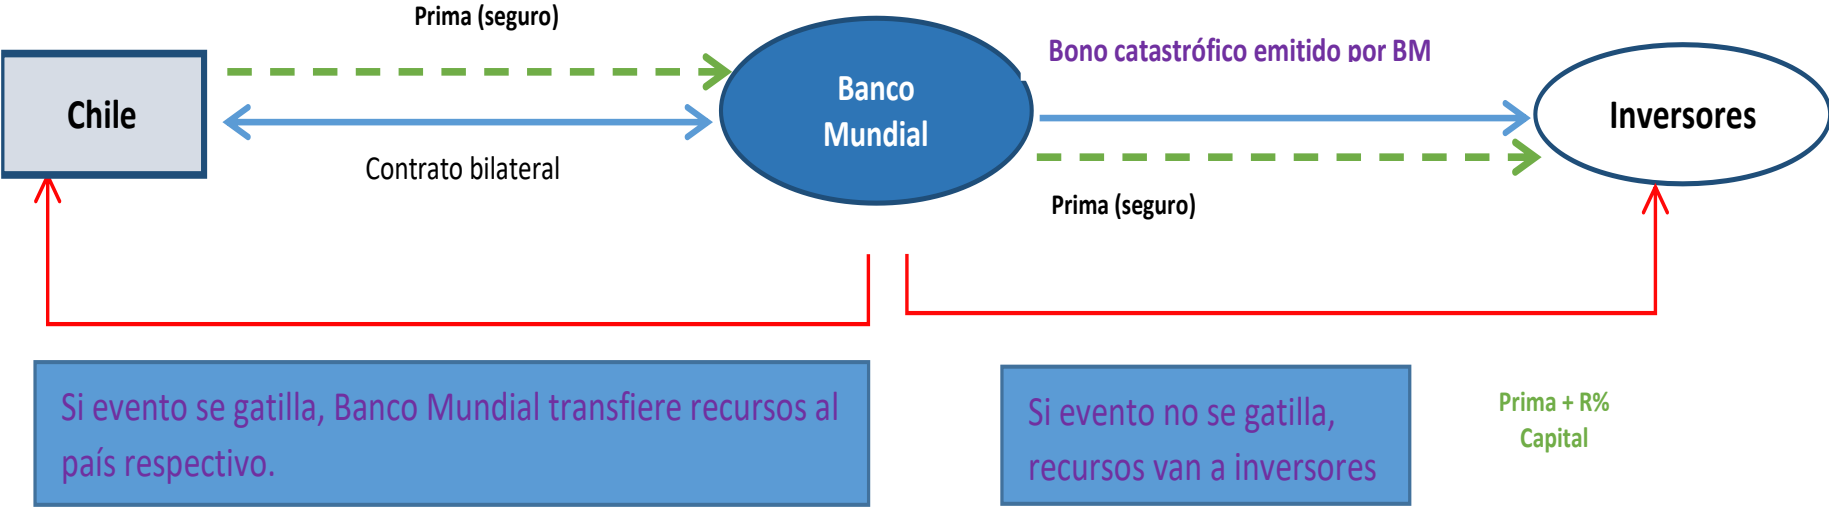 Prima (seguro)
Chile
Contrato bilateral
Banco
Mundial
Bono catastrófico emitido por BM
Prima (seguro)
Inversores
Si evento se gatilla, Banco Mundial transfiere recursos al
país respectivo.
Si evento no se gatilla,
recursos van a inversores
Prima + R%
Capital